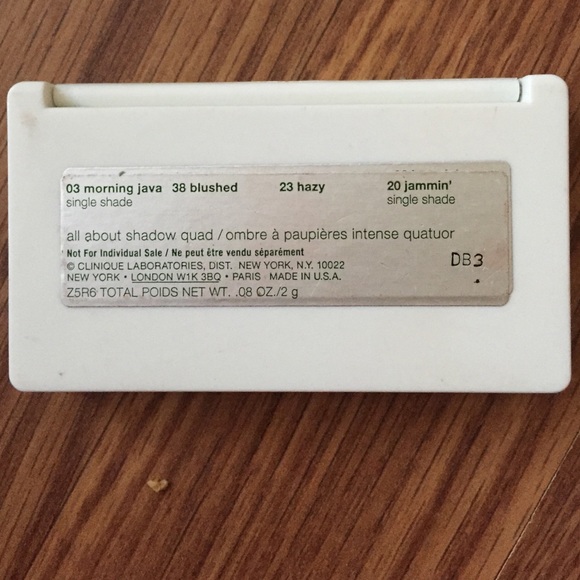 03 morning java 38 blushed 23 hazy 20 jammin'
single shade single shade
all about shadow quad / ombre à paupières intense quatuor
Not For Individual Sale / Ne peut être vendu séparément
© CLINIQUE LABORATORIES, DIST. NEW YORK, N.Y. 10022
NEW YORK • LONDON W1K 3BQ • PARIS MADE IN U.S.A.
Z5R6 TOTAL POIDS NET WT. .08 OZ./2 g
DB3